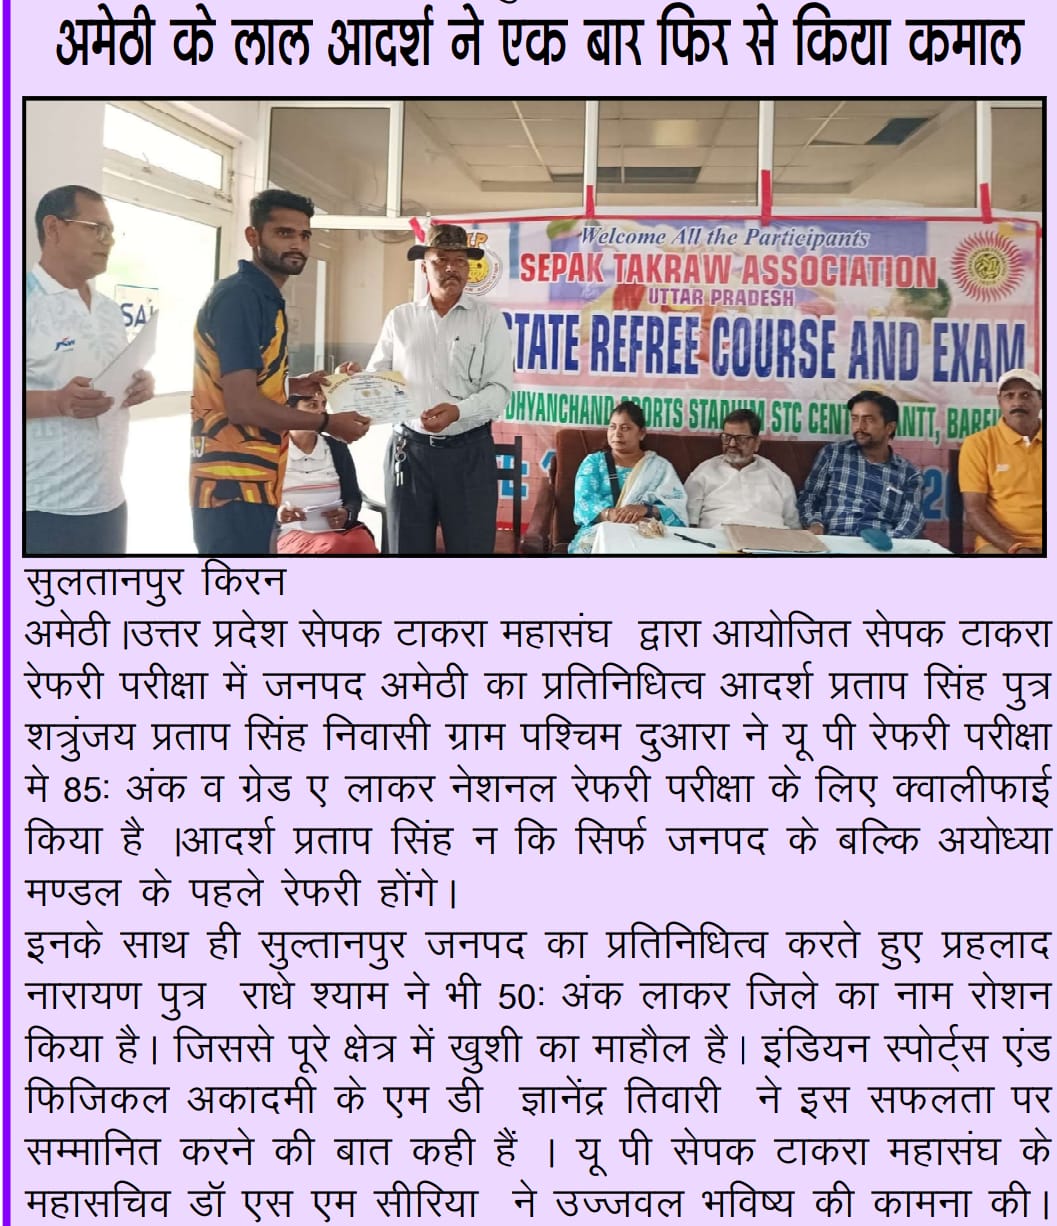 अमेठी के लाल आदर्श ने एक बार फिर से किया कमाल
SA
Welcome All the Participants
SEPAK TAKRAW ASSOCIATION
UTTAR PRADESH
STATE REFREE COURSE AND EXAM
DHYANCHAND SPORTS STADIUM STC CENT ANTT, BAREI
सुलतानपुर किरन
अमेठी।उत्तर प्रदेश सेपक टाकरा महासंघ द्वारा आयोजित सेपक टाकरा
रेफरी परीक्षा में जनपद अमेठी का प्रतिनिधित्व आदर्श प्रताप सिंह पुत्र
शत्रुंजय प्रताप सिंह निवासी ग्राम पश्चिम दुआरा ने यू पी रेफरी परीक्षा
मे 85: अंक व ग्रेड ए लाकर नेशनल रेफरी परीक्षा के लिए क्वालीफाई
किया है ।आदर्श प्रताप सिंह न कि सिर्फ जनपद के बल्कि अयोध्या
मण्डल के पहले रेफरी होंगे।
इनके साथ ही सुल्तानपुर जनपद का प्रतिनिधित्व करते हुए प्रहलाद
नारायण पुत्र राधे श्याम ने भी 50: अंक लाकर जिले का नाम रोशन
किया है। जिससे पूरे क्षेत्र में खुशी का माहौल है। इंडियन स्पोर्ट्स एंड
फिजिकल अकादमी के एम डी ज्ञानेंद्र तिवारी ने इस सफलता पर
सम्मानित करने की बात कही हैं । यू पी सेपक टाकरा महासंघ के
महासचिव डॉ एस एम सीरिया ने उज्जवल भविष्य की कामना की।